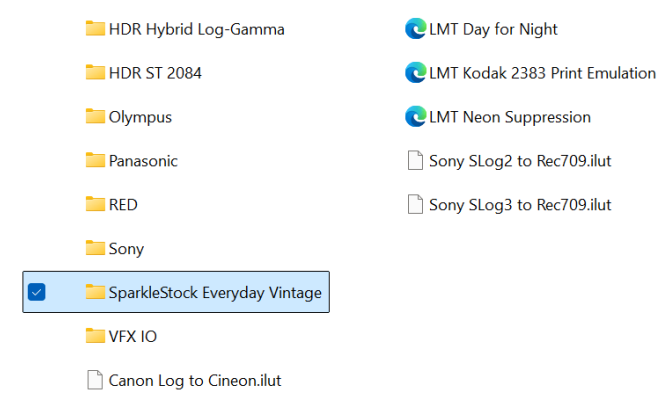 HDR Hybrid Log-Gamma
HDR ST 2084
Olympus
Panasonic
RED
Sony
SparkleStock Everyday Vintage
VFX IO
Canon Log to Cineon.ilut
LMT Day for Night
LMT Kodak 2383 Print Emulation
LMT Neon Suppression
Sony SLog2 to Rec709.ilut
Sony SLog3 to Rec709.ilut